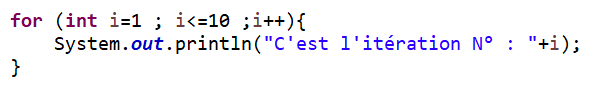 for (int i=1 ; i<=10 ;i++){
System.out.println("C'est l'itération N° : "+i);
}